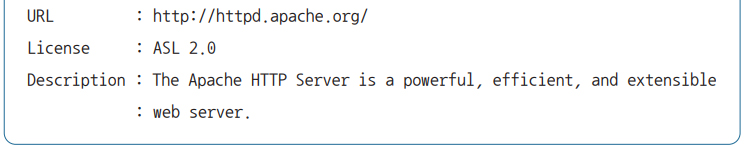 URL : http://httpd.apache.org/
License : ASL 2.0
Description : The Apache HTTP Server is a powerful, efficient, and extensible
: web server.